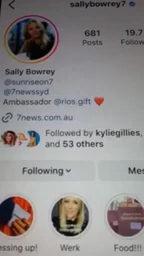 sallybowrey7
681
19.7
Posts
Follow
Sally Bowrey
@sunriseon7
@7newssyd
Ambassador @rios.gift ❤️
7news.com.au
Followed by kyliegillies,
and 53 others
Following
Mes
essing up!
Werk
Food!!!